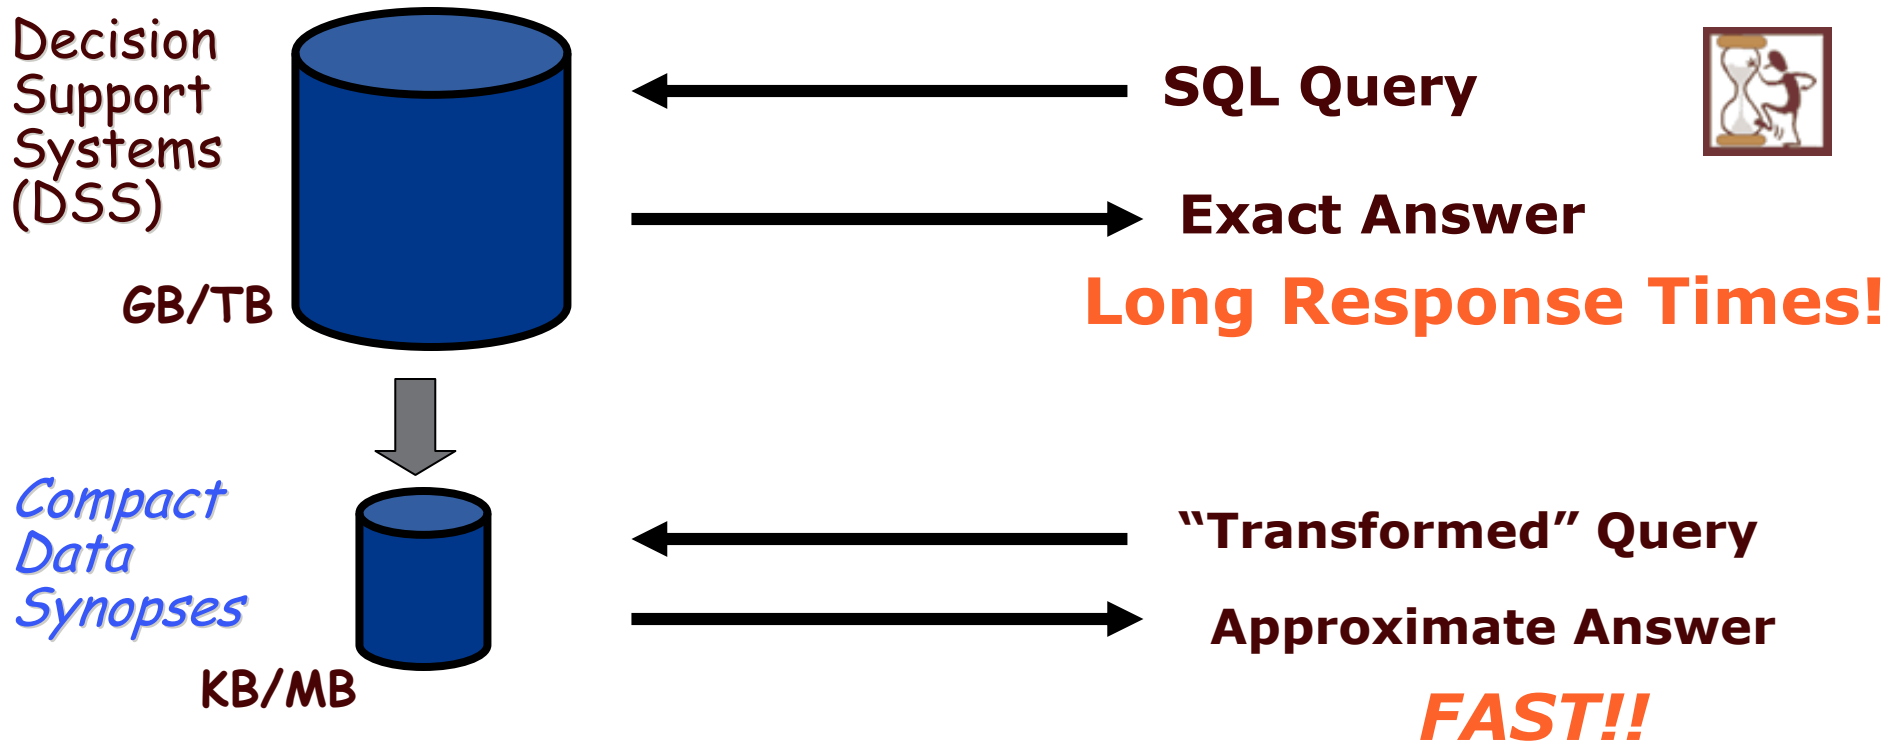 Decision
Support
Systems
(DSS)
GB/TB
SQL Query
Exact Answer
Long Response Times!
Compact
Data
Synopses
KB/MB
“Transformed” Query
Approximate Answer
FAST!!